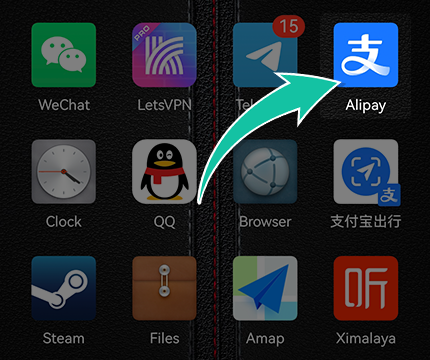 15
PRO
支
WeChat
LetsVPN
Alipay
Clock
QQ
Browser
支付宝出行
支
Steam
Files
Amap
听
Ximalaya